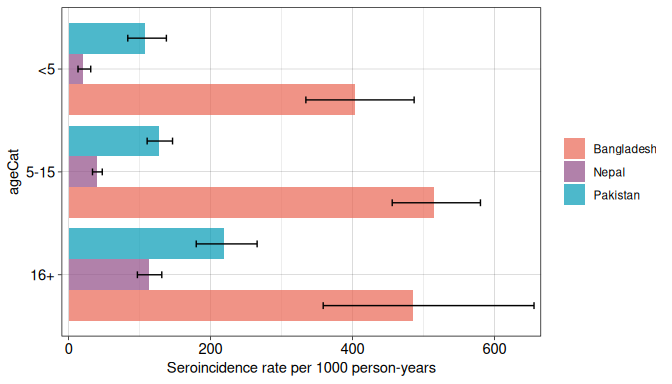 <5
5-15
16+
ageCat
0 200 400 600
Seroincidence rate per 1000 person-years
Bangladesh
Nepal
Pakistan